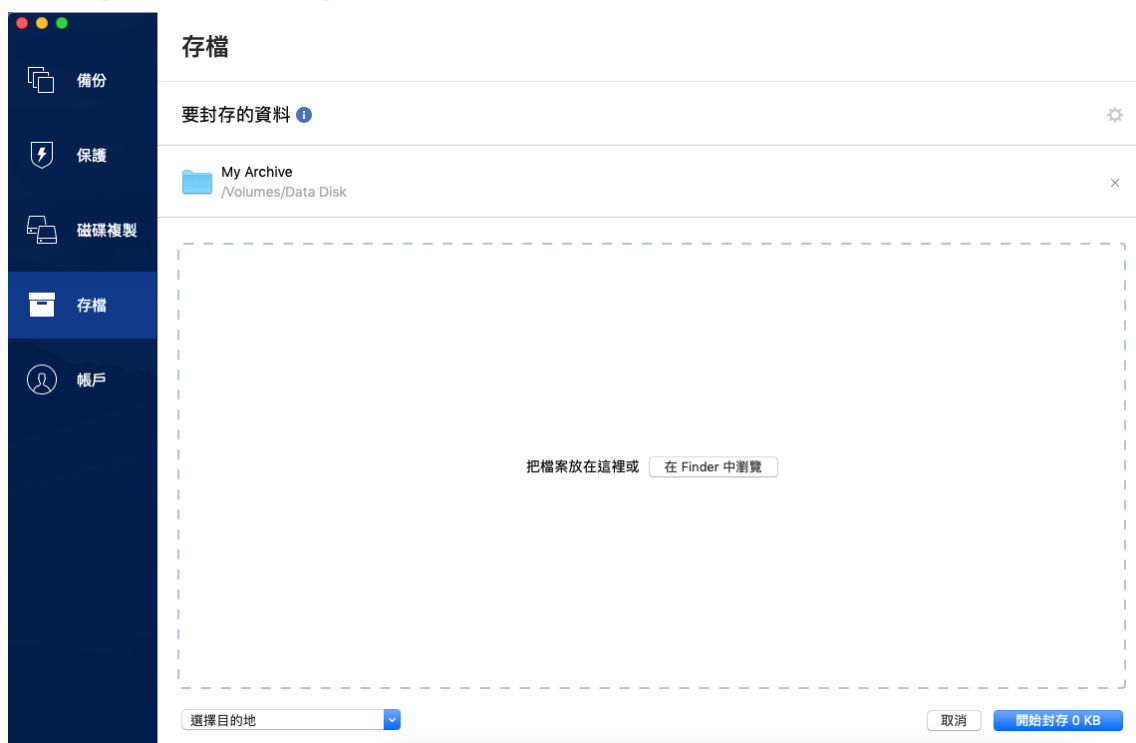 備份
保護
磁碟複製
存檔
帳戶
存檔
要封存的資料
My Archive
/Volumes/Data Disk
把檔案放在這裡或 在 Finder 中瀏覽
選擇目的地
取消
開始封存 0 KB